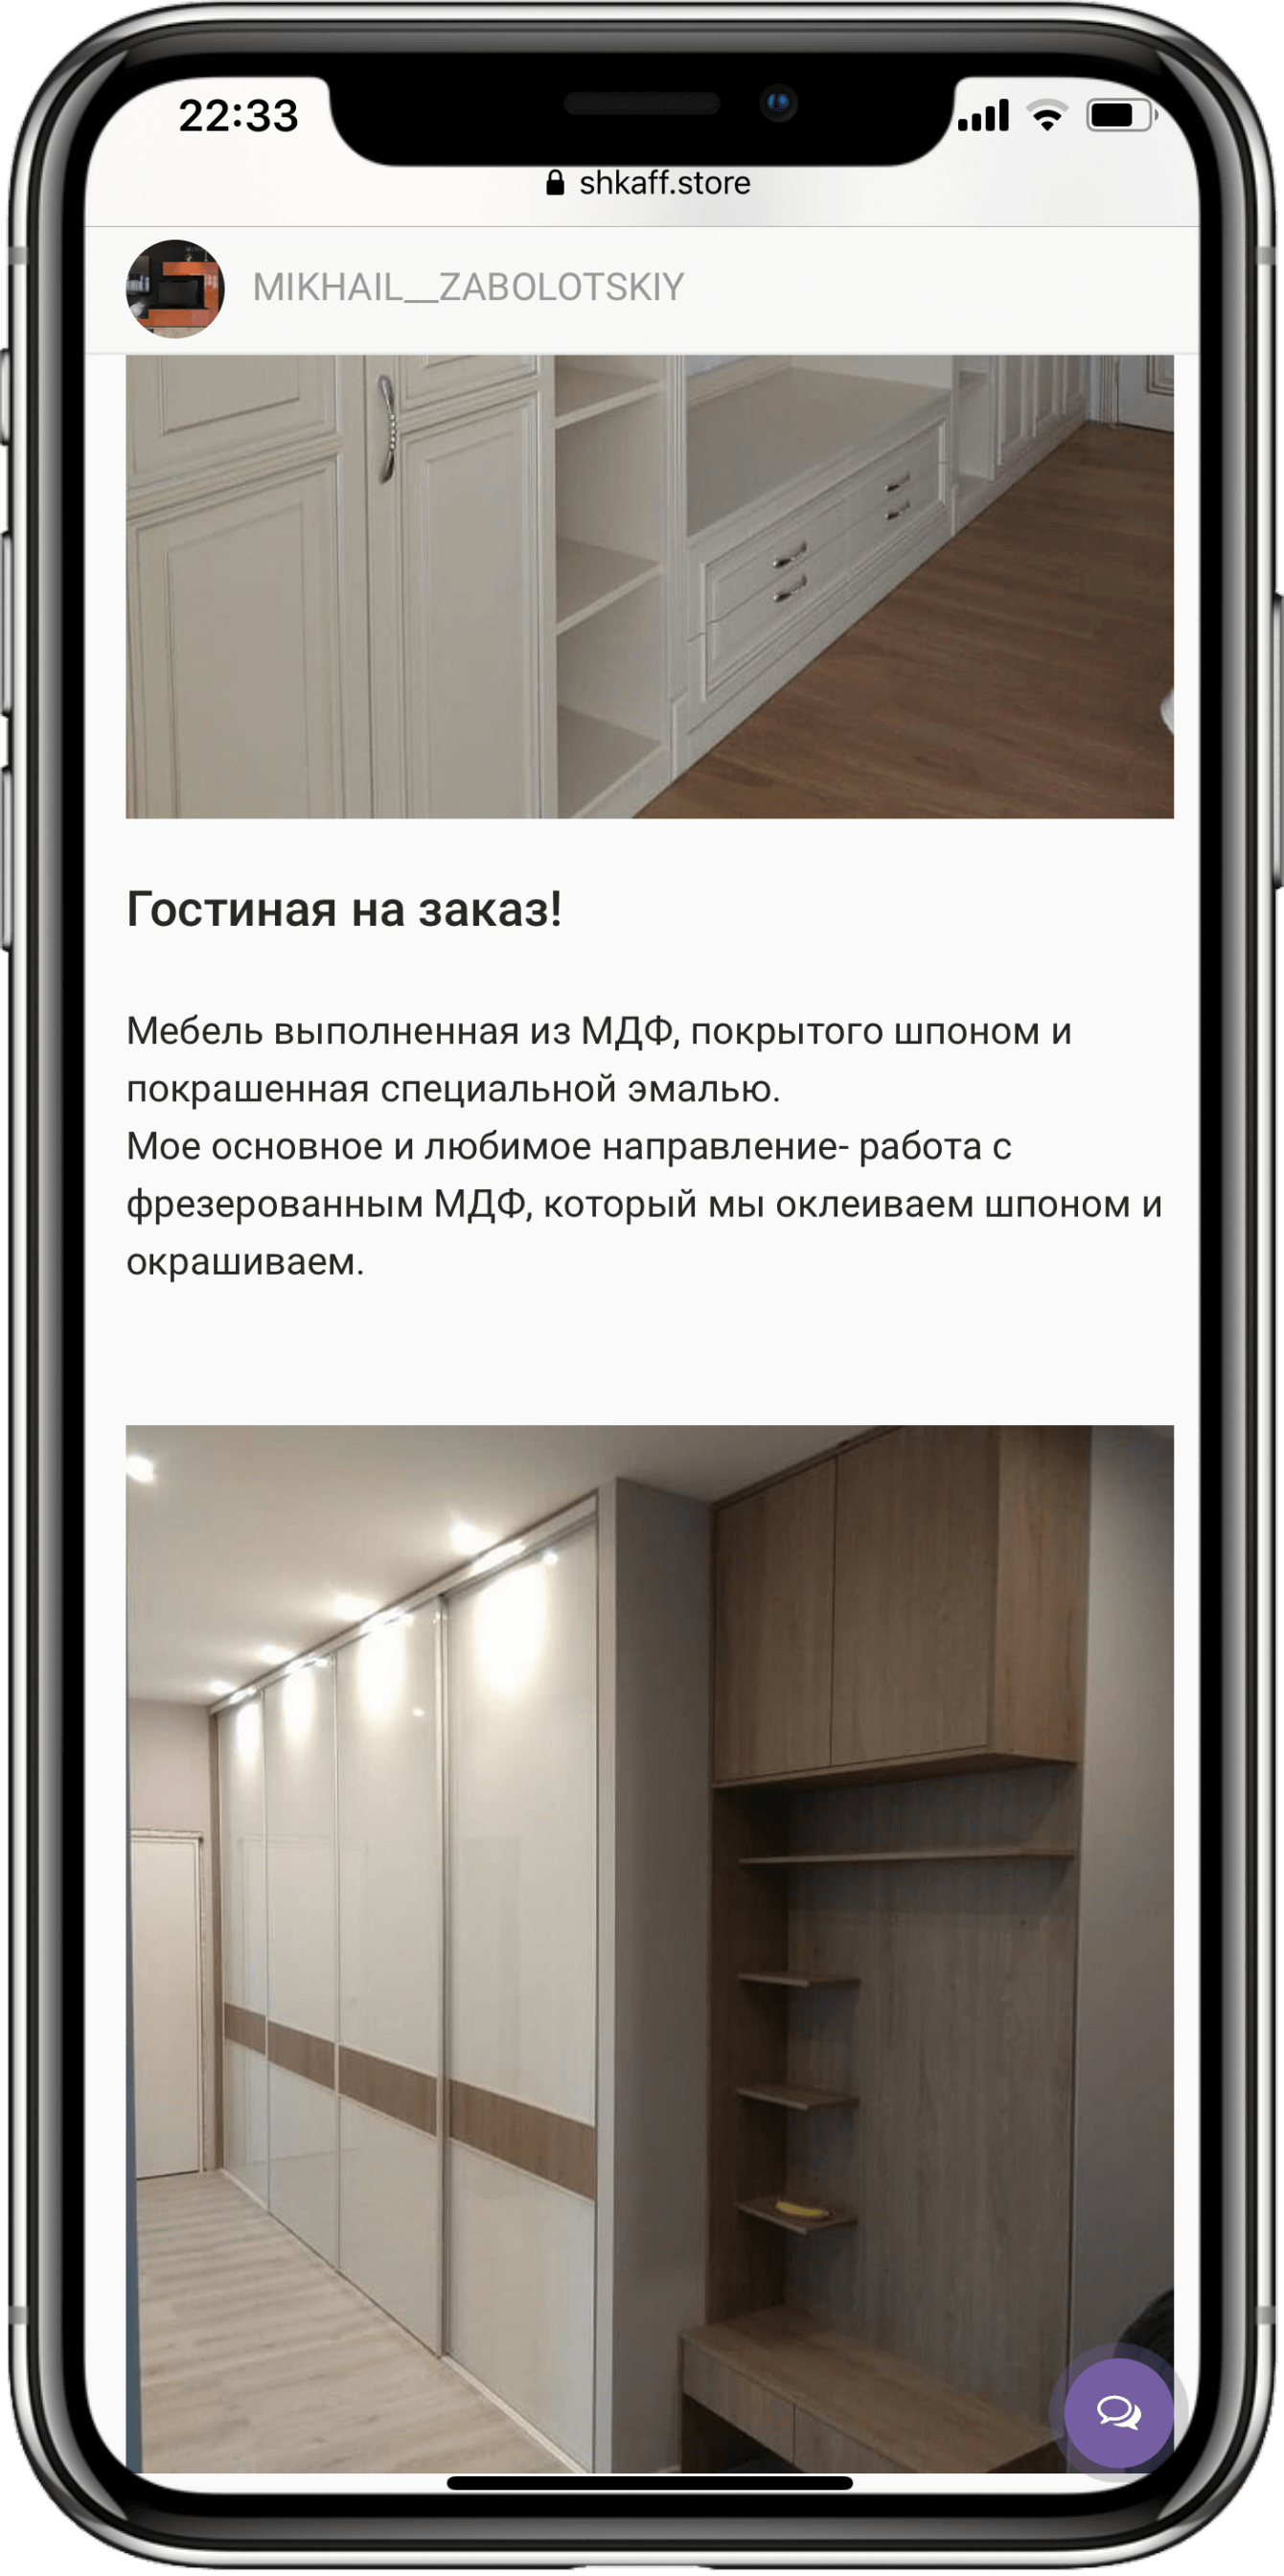 22:33
shkaff.store
MIKHAIL__ZABOLOTSKIY
Гостиная на заказ!
Мебель выполненная из МДФ, покрытого шпоном и
покрашенная специальной эмалью.
Мое основное и любимое направление- работа с
фрезерованным МДФ, который мы оклеиваем шпоном и
окрашиваем.